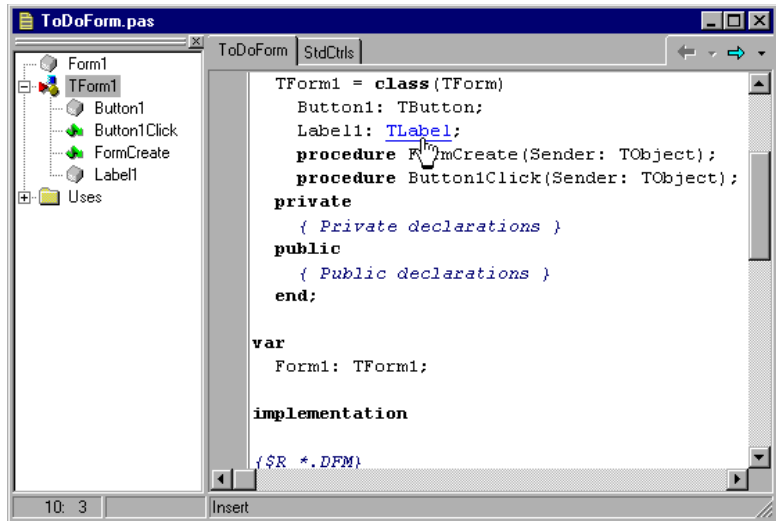 ToDoForm.pas
Form1
TForm1
Button1
Button1Click
FormCreate
Label1
Uses
ToDoForm StdCtrls
TForm1 = class(TForm)
Button1: TButton;
Label1: TLabel;
procedure FormCreate(Sender: TObject);
procedure Button1Click(Sender: TObject);
private
{ Private declarations }
public
{ Public declarations }
end;
var
Form1: TForm1;
implementation
{$R *.DFM}
10: 3 Insert